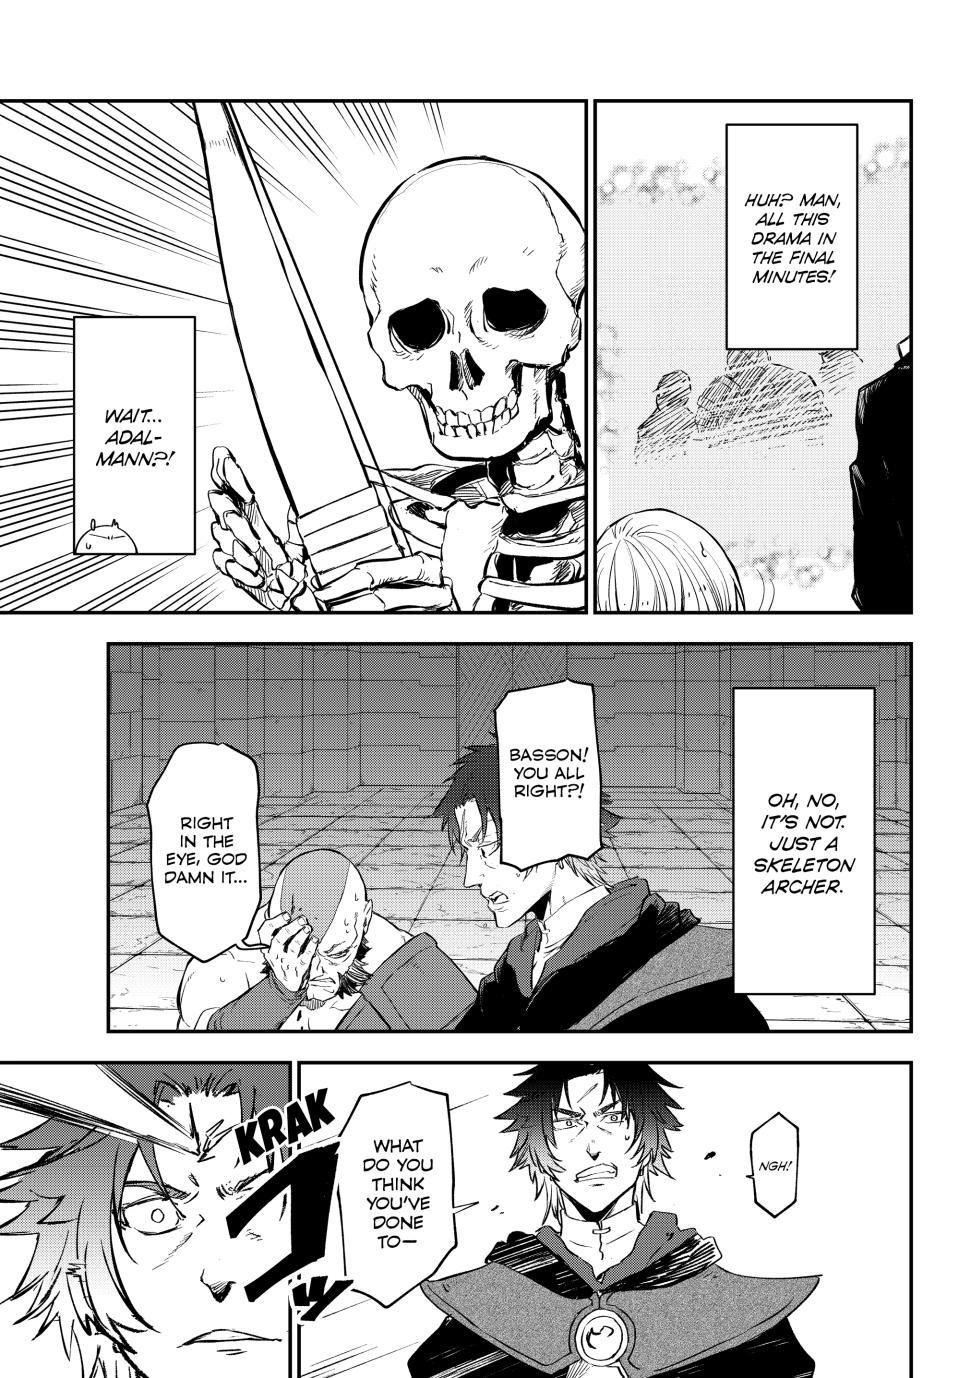 HUH? MAN,
ALL THIS
DRAMA IN
THE FINAL
MINUTES!
WAIT...
ADAL-
MANN?!
OH, NO,
IT'S NOT.
JUST A
SKELETON
ARCHER.
BASSON!
YOU ALL
RIGHT?!
RIGHT
IN THE
EYE, GOD
DAMN IT...
NGH!
WHAT
DO YOU
THINK
YOU'VE
DONE
TO—
KRAK
ゴッ